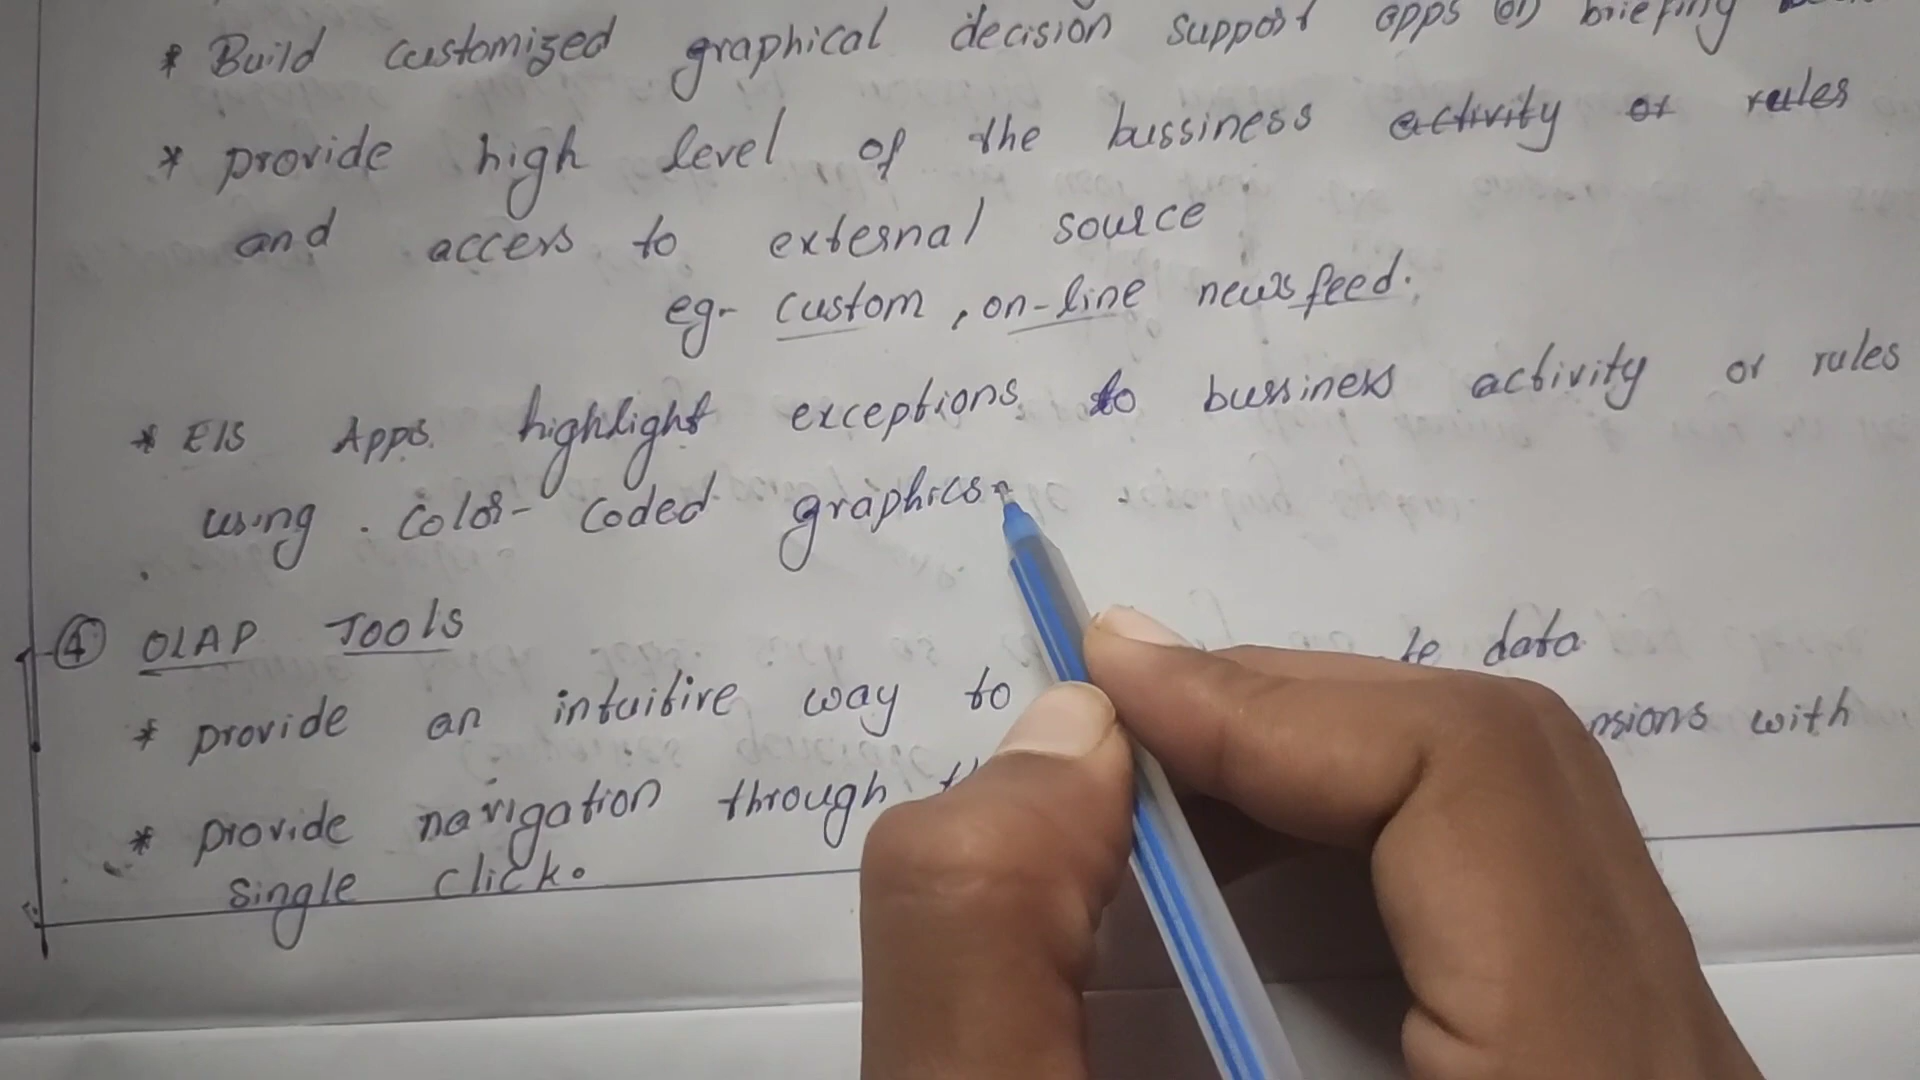 * Build customized graphical decision support apps (or) briefing
* provide high level of the bussiness activity or rules
and access to external source
eg- custom, on-line newsfeed.
* EIS Apps highlight exceptions to bussiness activity or rules
using color-coded graphics.
④ OLAP Tools
* provide an intuitive way to data
* provide navigation through with
single click.